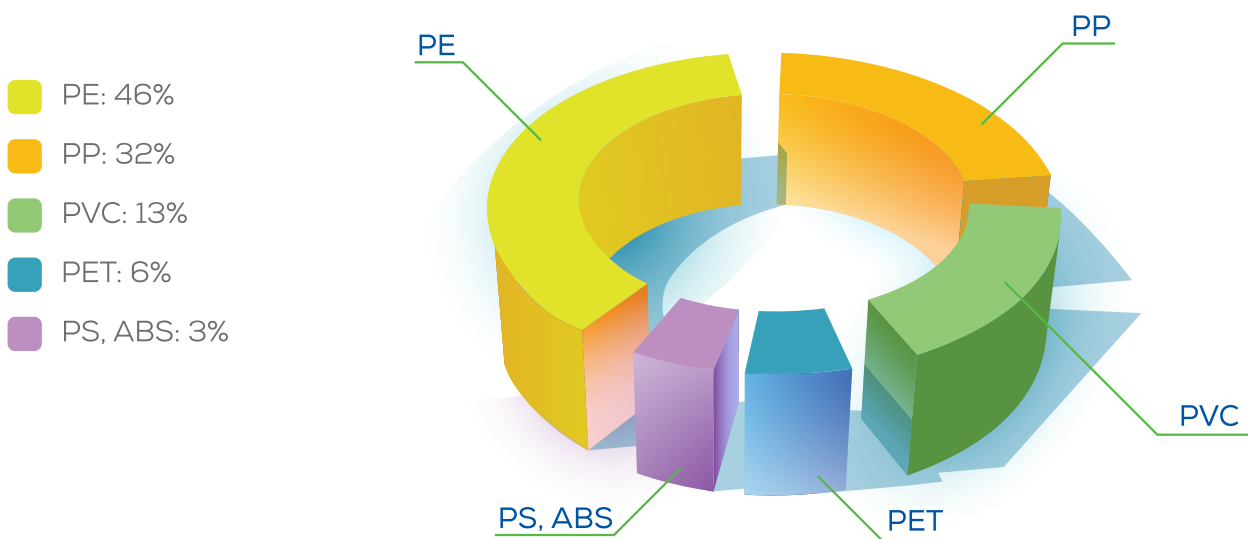 PE: 46%
PP: 32%
PVC: 13%
PET: 6%
PS, ABS: 3%
PE
PP
PVC
PS, ABS
PET